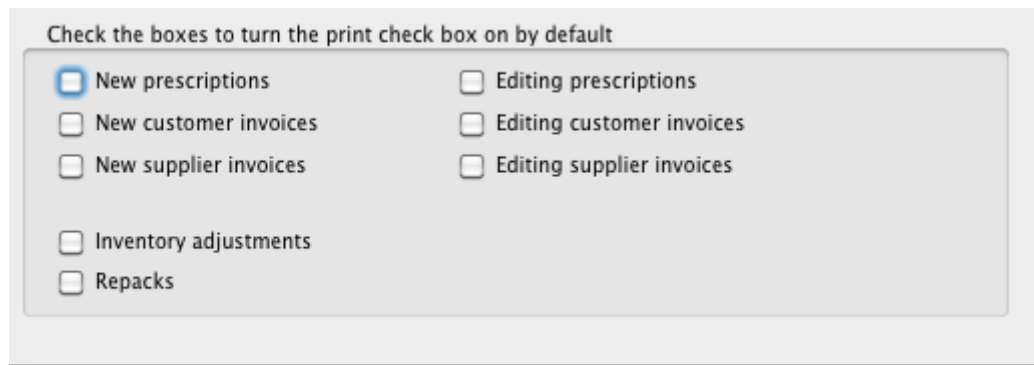 Check the boxes to turn the print check box on by default
New prescriptions
Editing prescriptions
New customer invoices
Editing customer invoices
New supplier invoices
Editing supplier invoices
Inventory adjustments
Repacks